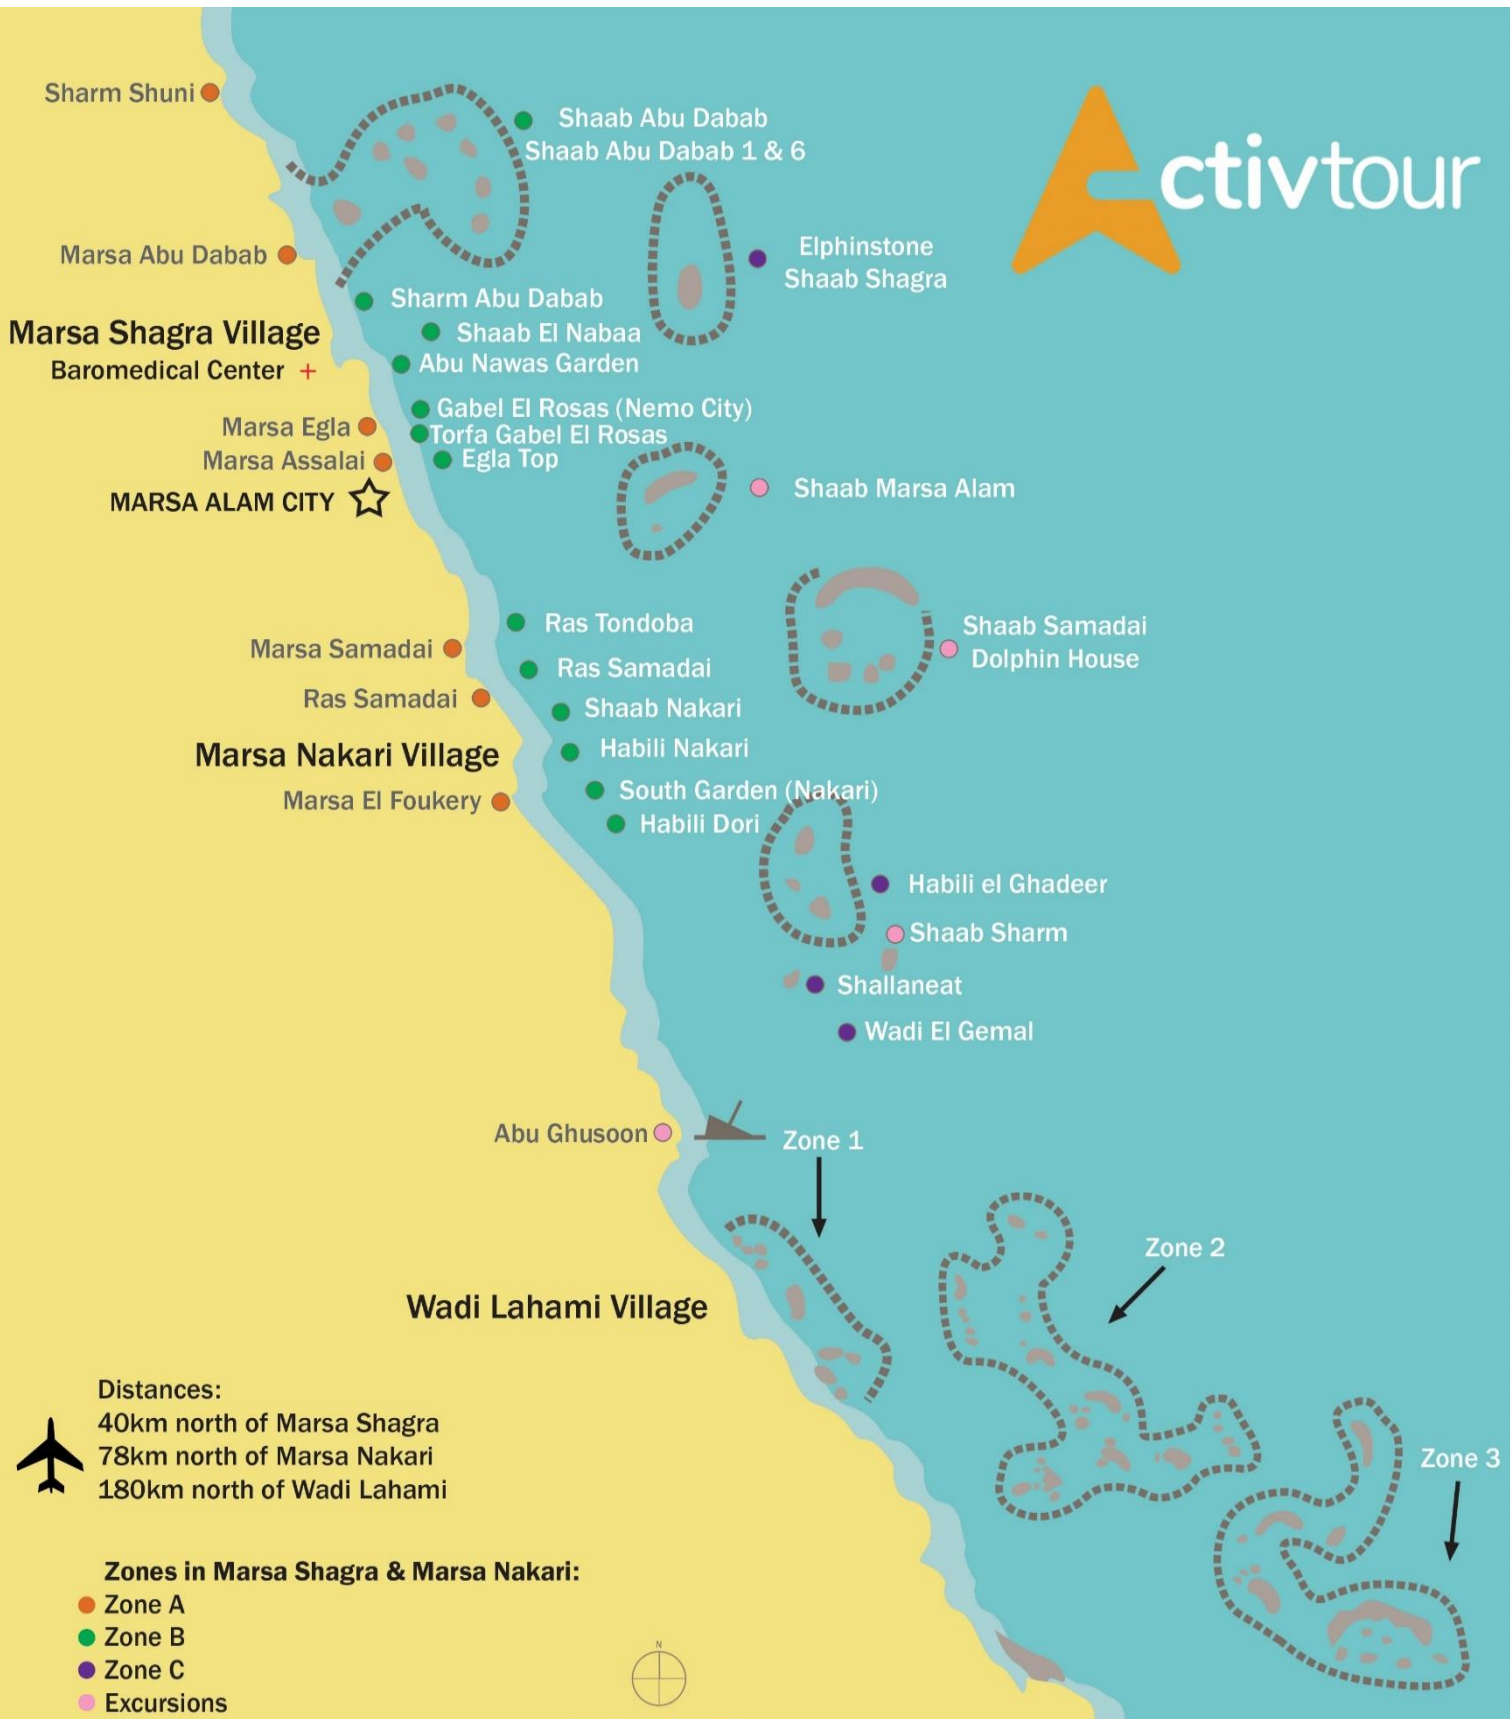 Sharm Shuni
Shaab Abu Dabab
Shaab Abu Dabab 1 & 6
ctivtour
Marsa Abu Dabab
Elphinstone
Shaab Shagra
Sharm Abu Dabab
Marsa Shagra Village
Shaab El Nabaa
Baromedical Center +
Abu Nawas Garden
Gabel El Rosas (Nemo City)
Marsa Egla
Torfa Gabel El Rosas
Marsa Assalai
Egla Top
MARSA ALAM CITY
Shaab Marsa Alam
Ras Tondoba
Shaab Samadai
Dolphin House
Marsa Samadai
Ras Samadai
Ras Samadai
Shaab Nakari
Marsa Nakari Village
Habili Nakari
South Garden (Nakari)
Marsa El Foukery
Habili Dori
Habili el Ghadeer
Shaab Sharm
Shallaneat
Wadi El Gemal
Abu Ghusoon
Zone 1
Zone 2
Wadi Lahami Village
Zone 3
Distances:
40km north of Marsa Shagra
78km north of Marsa Nakari
180km north of Wadi Lahami
Zones in Marsa Shagra & Marsa Nakari:
Zone A
Zone B
Zone C
Excursions
N